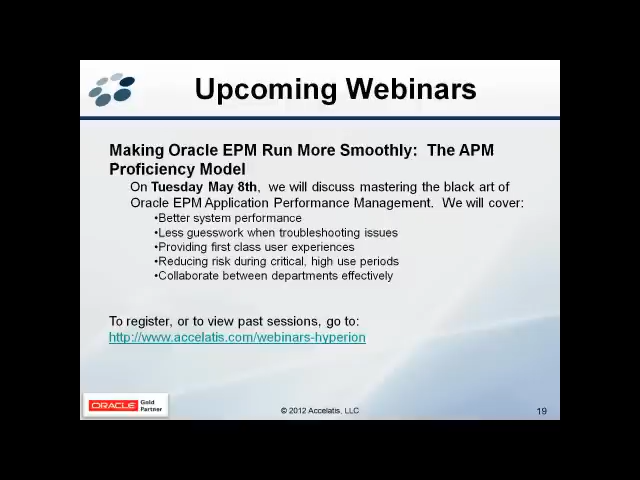 Upcoming Webinars
Making Oracle EPM Run More Smoothly: The APM
Proficiency Model
On Tuesday May 8th, we will discuss mastering the black art of
Oracle EPM Application Performance Management. We will cover:
•Better system performance
•Less guesswork when troubleshooting issues
•Providing first class user experiences
•Reducing risk during critical, high use periods
•Collaborate between departments effectively
To register, or to view past sessions, go to:
http://www.accelatis.com/webinars-hyperion
ORACLE Gold
Partner
© 2012 Accelatis, LLC
19